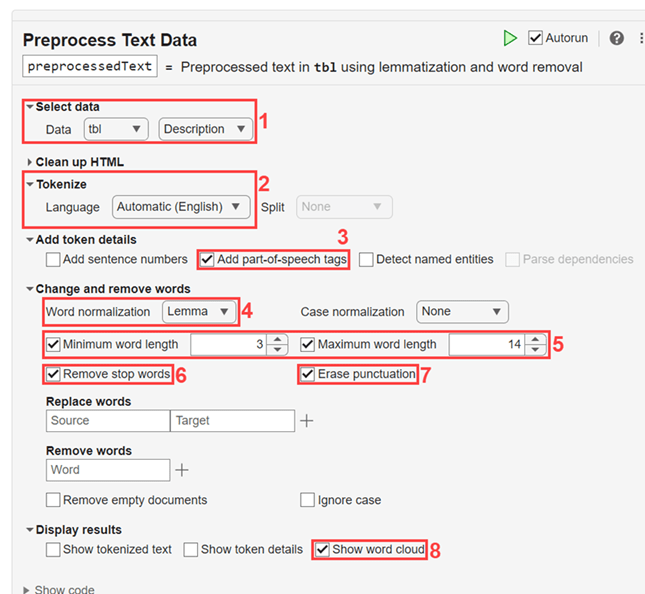 Preprocess Text Data Autorun
preprocessedText = Preprocessed text in tbl using lemmatization and word removal
Select data 1
Data tbl Description
Clean up HTML
Tokenize 2
Language Automatic (English) Split None
Add token details 3
Add sentence numbers Add part-of-speech tags Detect named entities Parse dependencies
Change and remove words
Word normalization Lemma 4 Case normalization None
Minimum word length 3 Maximum word length 14 5
Remove stop words 6 Erase punctuation 7
Replace words
Source Target
Remove words
Word
Remove empty documents Ignore case
Display results
Show tokenized text Show token details Show word cloud 8
Show code